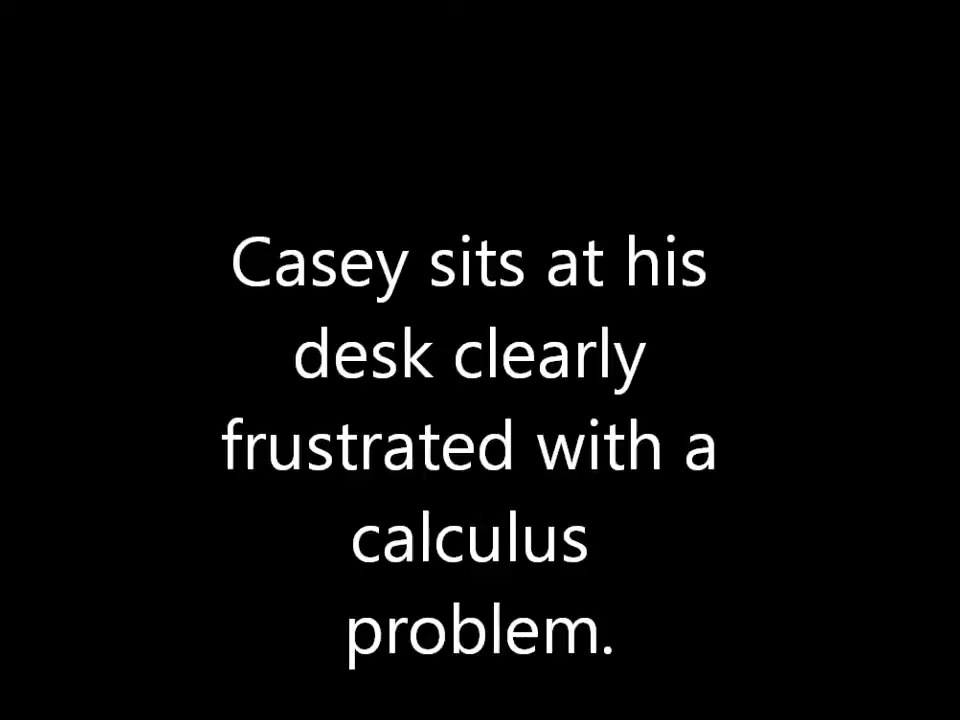 Casey sits at his
desk clearly
frustrated with a
calculus
problem.